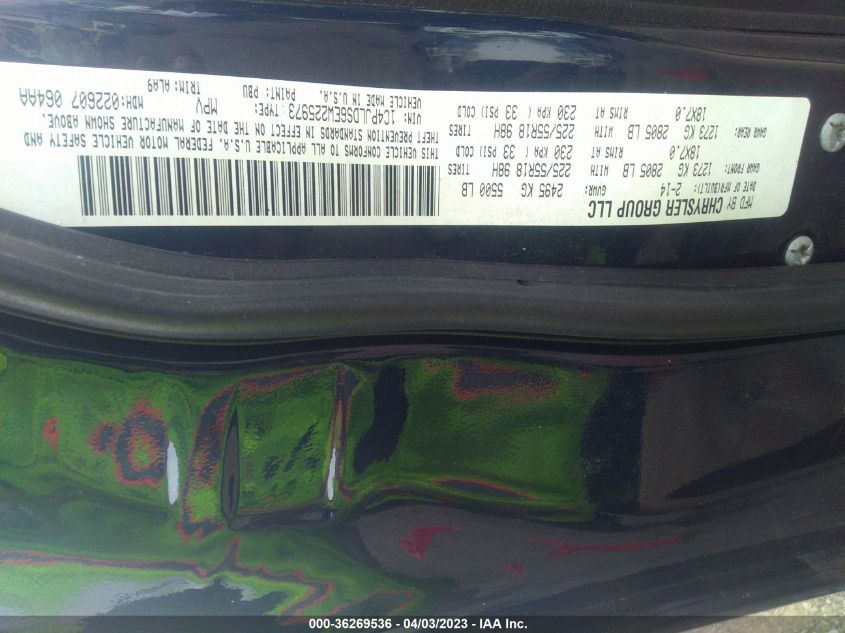 MFD BY CHRYSLER GROUP LLC
DATE OF MFR(BUILT): 2-14 GVWR: 2495 KG 5500 LB
GAWR FRONT: WITH TIRES
1273 KG 2805 LB 225/55R18 98H
RIMS AT COLD
18X7.0 230 KPA( 33 PSI)
GAWR REAR: WITH TIRES
1273 KG 2805 LB 225/55R18 98H
RIMS AT COLD
18X7.0 230 KPA( 33 PSI)
THIS VEHICLE CONFORMS TO ALL APPLICABLE U.S.A. FEDERAL MOTOR VEHICLE SAFETY AND
THEFT PREVENTION STANDARDS IN EFFECT ON THE DATE OF MANUFACTURE SHOWN ABOVE.
VIN: 1C4PJLDS6EW225973 TYPE: MPV MDH:022607 064AA
VEHICLE MADE IN U.S.A. PAINT: PBU TRIM: ALA9
000-36269536 - 04/03/2023 - © IAA Inc.